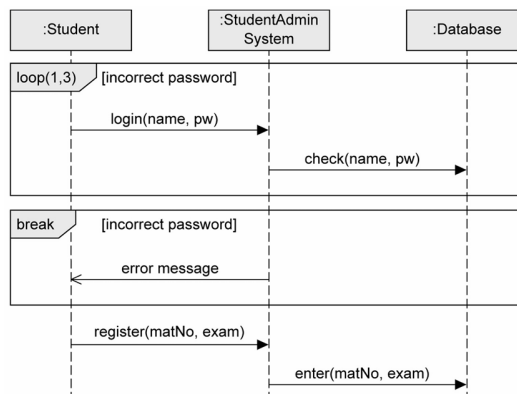 :Student
:StudentAdmin
System
:Database
loop(1,3) [incorrect password]
login(name, pw)
check(name, pw)
break [incorrect password]
error message
register(matNo, exam)
enter(matNo, exam)